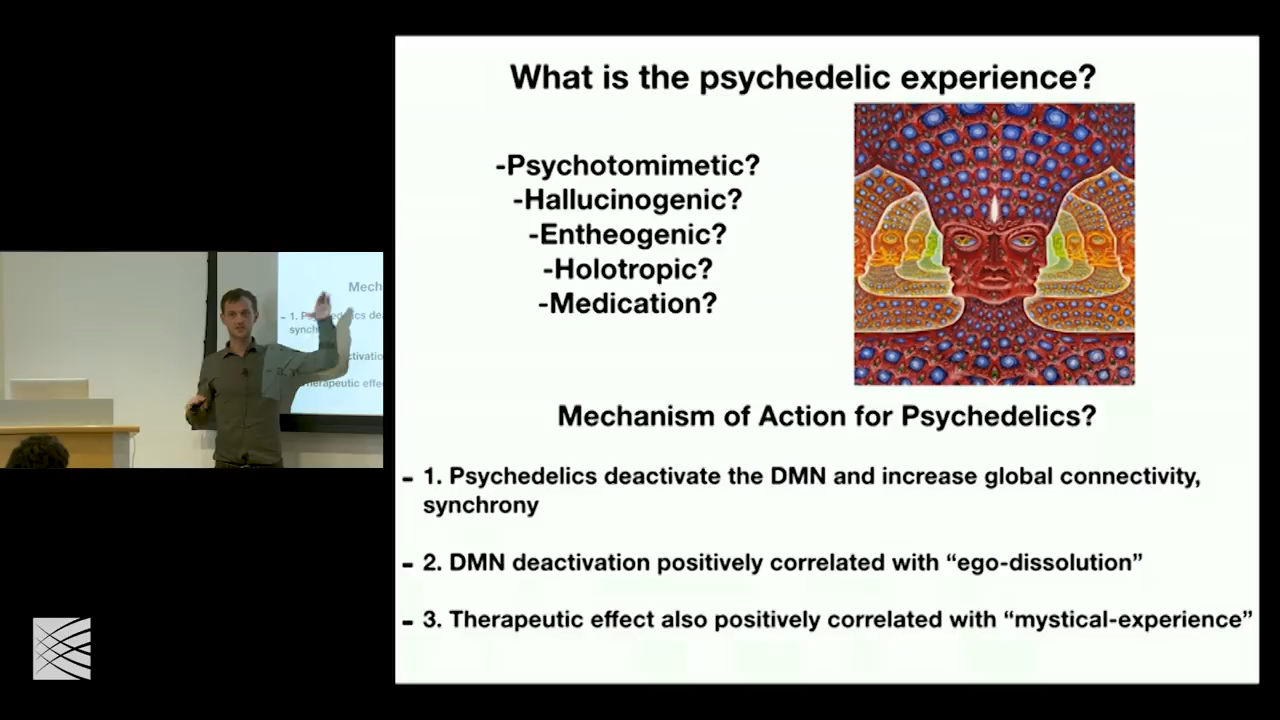 What is the psychedelic experience?
-Psychotomimetic?
-Hallucinogenic?
-Entheogenic?
-Holotropic?
-Medication?
Mechanism of Action for Psychedelics?
- 1. Psychedelics deactivate the DMN and increase global connectivity,
synchrony
- 2. DMN deactivation positively correlated with “ego-dissolution”
- 3. Therapeutic effect also positively correlated with “mystical-experience”
Mech